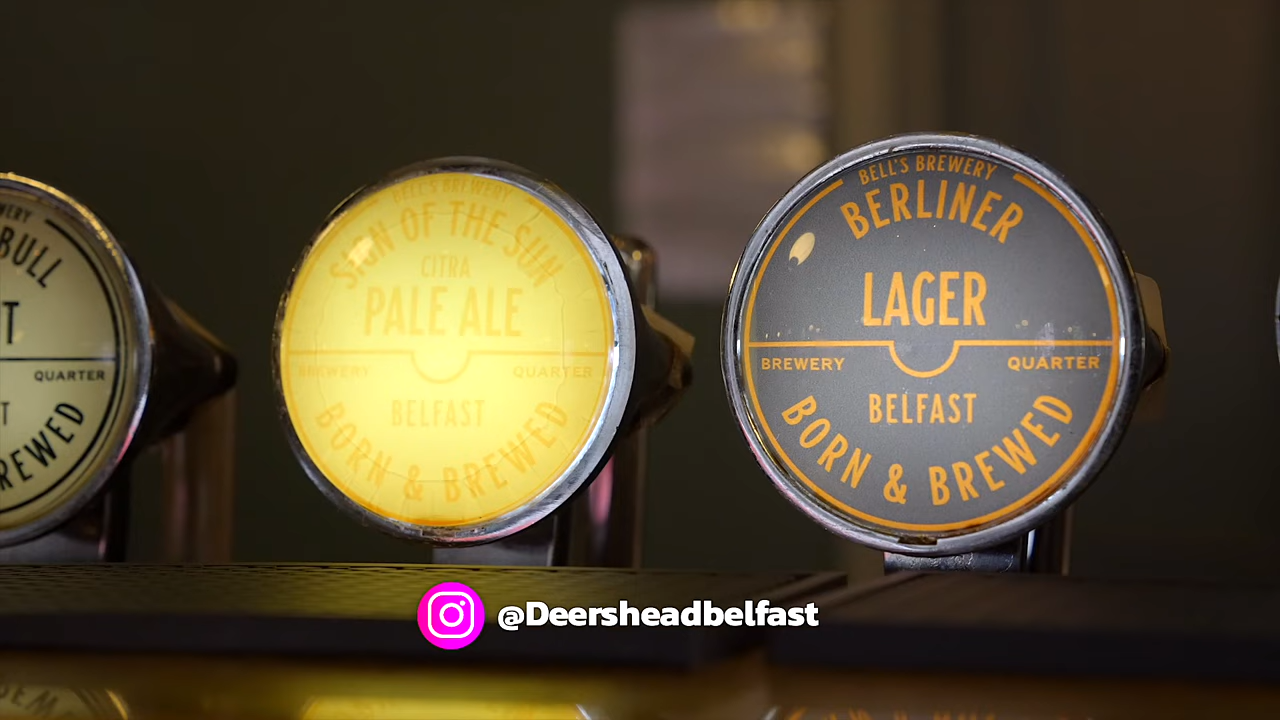 BULL
QUARTER
BELL'S BREWERY
SIGN OF THE SUN
CITRA
PALE ALE
BREWERY QUARTER
BELFAST
BORN & BREWED
BELL'S BREWERY
BERLINER
LAGER
BREWERY QUARTER
BELFAST
BORN & BREWED
@Deersheadbelfast